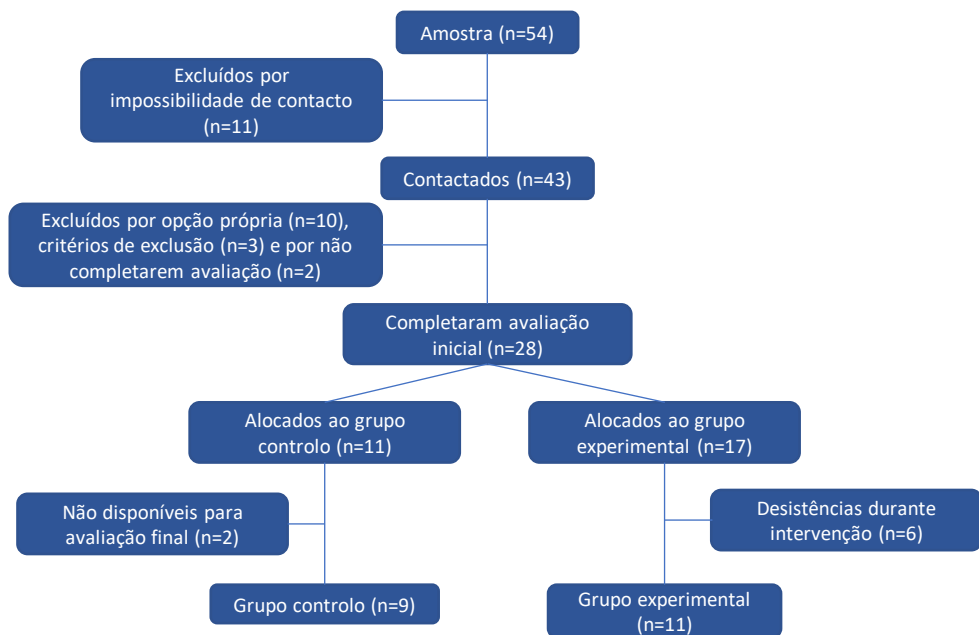 Amostra (n=54)
Excluídos por
impossibilidade de contacto
(n=11)
Contactados (n=43)
Excluídos por opção própria (n=10),
critérios de exclusão (n=3) e por não
completarem avaliação (n=2)
Completaram avaliação
inicial (n=28)
Alocados ao grupo
controlo (n=11)
Alocados ao grupo
experimental (n=17)
Não disponíveis para
avaliação final (n=2)
Desistências durante
intervenção (n=6)
Grupo controlo (n=9)
Grupo experimental
(n=11)